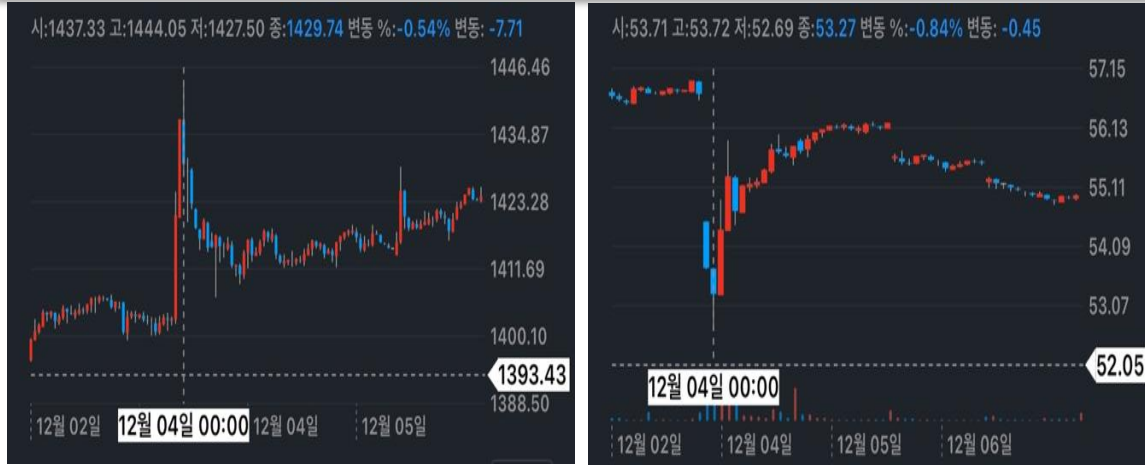 시:1437.33 고:1444.05 저:1427.50 종:1429.74 변동 %:-0.54% 변동: -7.71
1446.46
1434.87
1423.28
1411.69
1400.10
1393.43
1388.50
12월 02일
12월 04일 00:00
12월 04일
12월 05일
시:53.71 고:53.72 저:52.69 종:53.27 변동 %:-0.84% 변동: -0.45
57.15
56.13
55.11
54.09
53.07
52.05
12월 04일 00:00
12월 02일
12월 04일
12월 05일
12월 06일